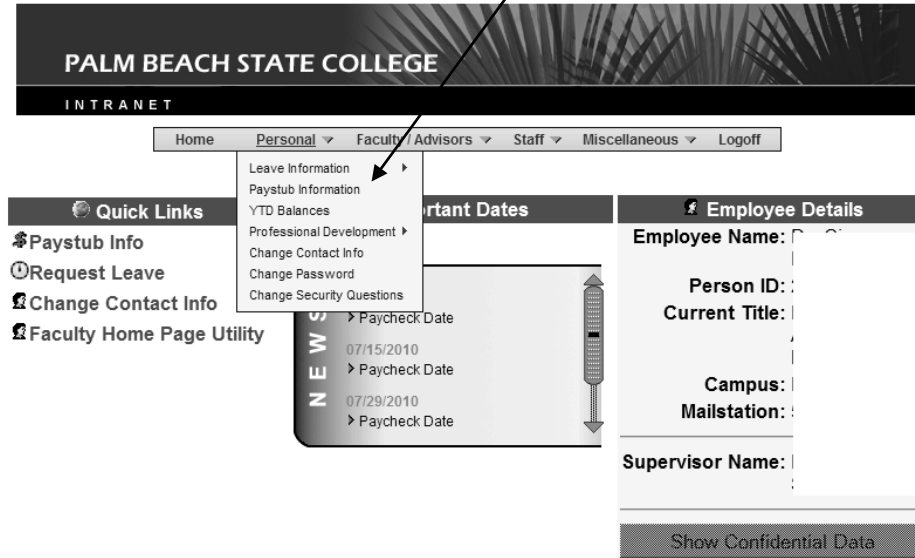 PALM BEACH STATE COLLEGE
INTRANET
Home Personal Faculty / Advisors Staff Miscellaneous Logoff
Leave Information
Paystub Information
YTD Balances
Professional Development
Change Contact Info
Change Password
Change Security Questions
Quick Links
Paystub Info
Request Leave
Change Contact Info
Faculty Home Page Utility
rtant Dates
NEWS
Paycheck Date
07/15/2010
Paycheck Date
07/29/2010
Paycheck Date
Employee Details
Employee Name:
Person ID:
Current Title:
Campus:
Mailstation:
Supervisor Name:
Show Confidential Data